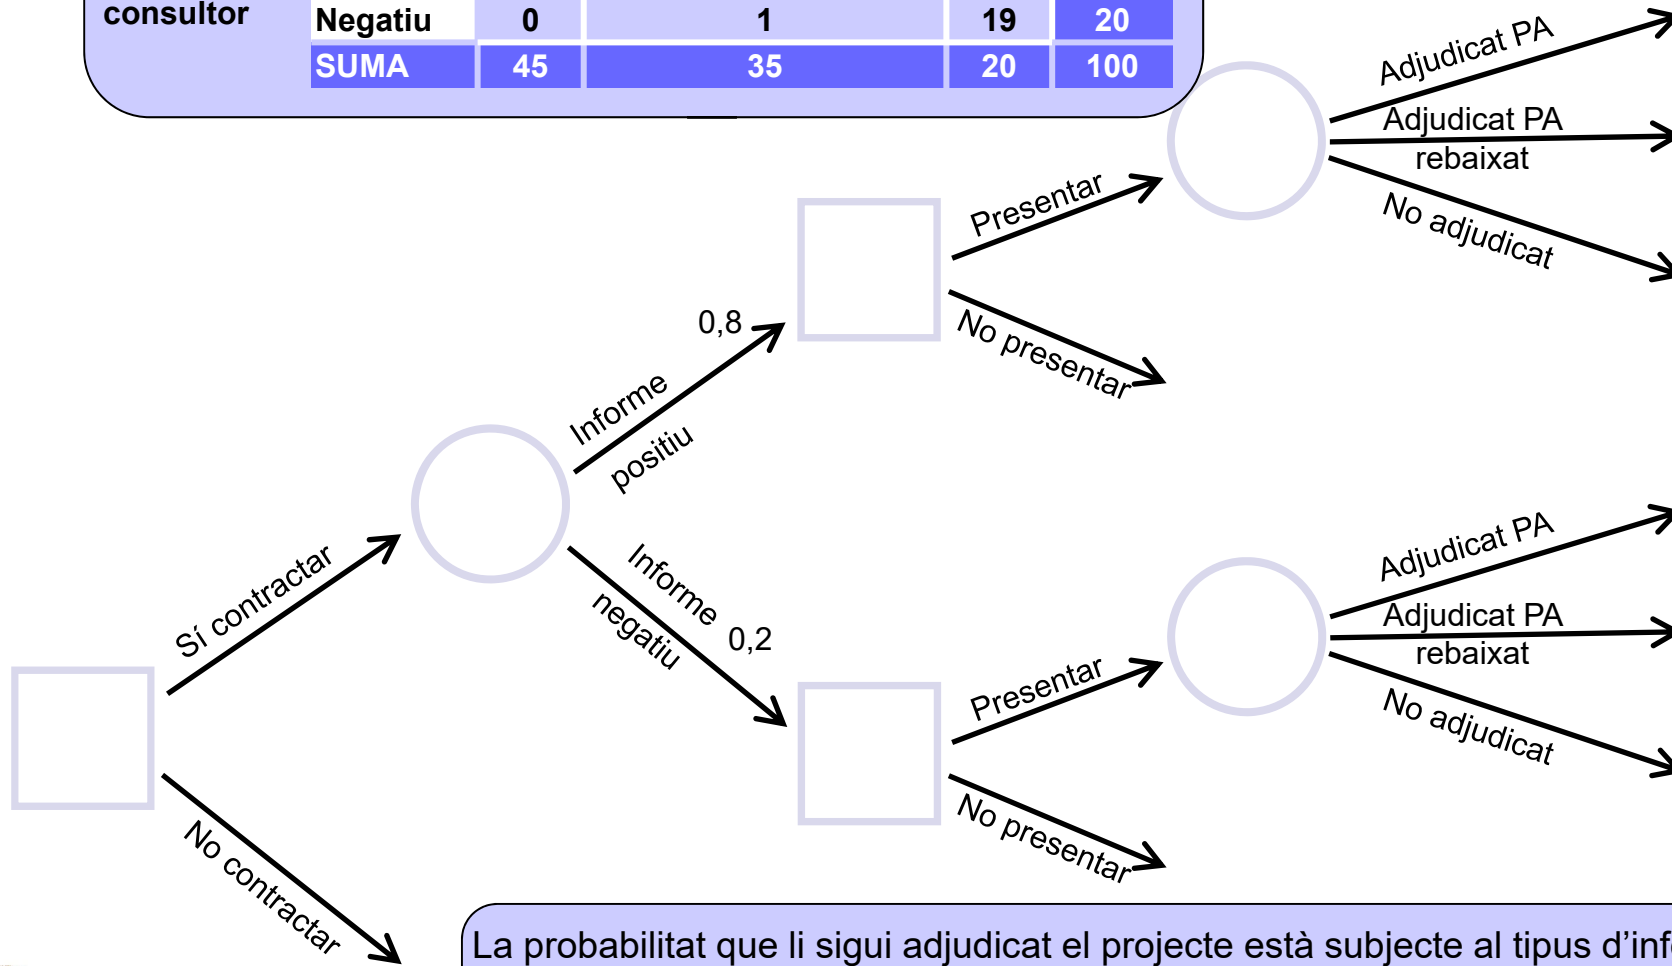 consultor
Negatiu 0 1 19 20
SUMA 45 35 20 100
Adjudicat PA
Adjudicat PA
rebaixat
No adjudicat
Presentar
No presentar
0,8
Informe
positiu
Sí contractar
Informe
negatiu
0,2
Adjudicat PA
Adjudicat PA
rebaixat
No adjudicat
Presentar
No presentar
No contractar
La probabilitat que li sigui adjudicat el projecte està subjecte al tipus d’inf